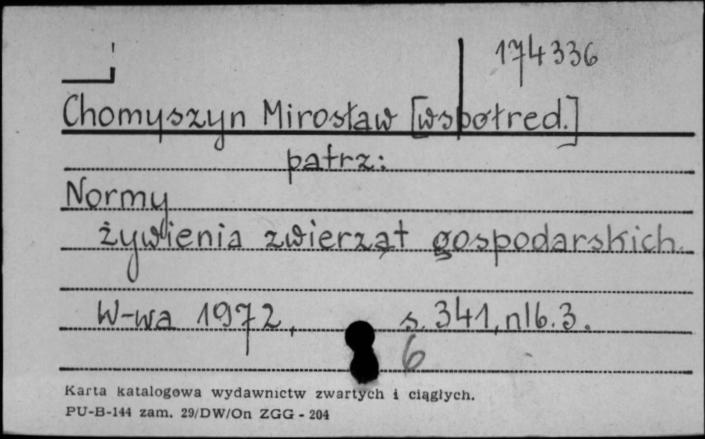 174336
Chomyszyn Mirosław [współred.]
patrz:
Normy
żywienia zwierząt gospodarskich.
W-wa 1972, s. 341, nlb. 3.
6
Karta katalogowa wydawnictw zwartych i ciągłych.
PU-B-144 zam. 29/DW/On ZGG - 204